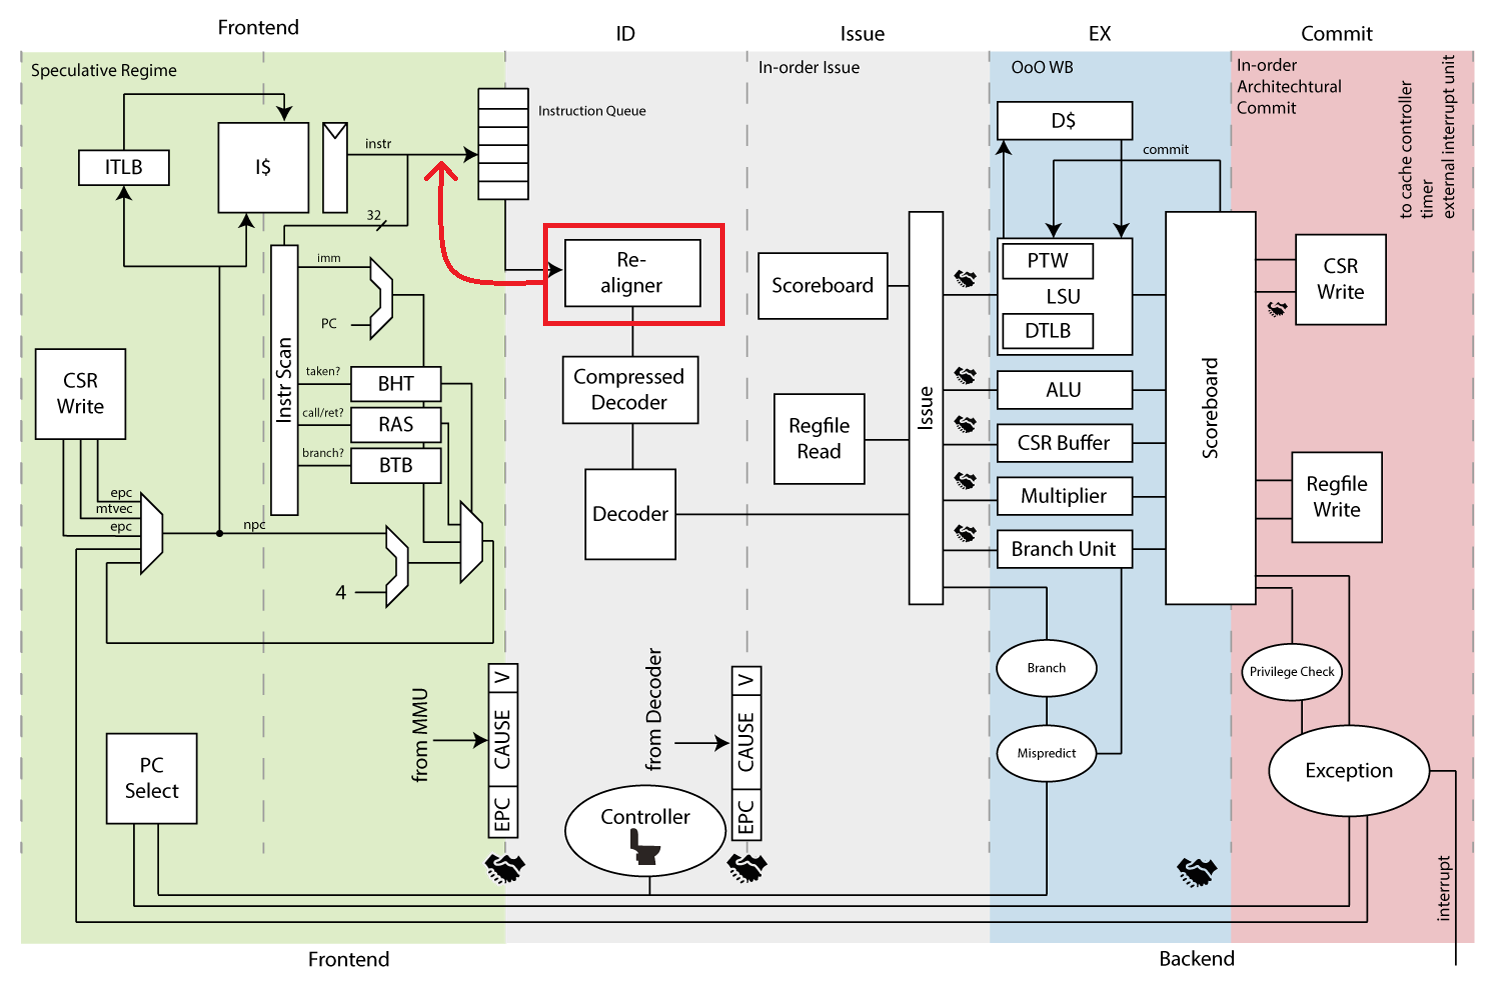 Frontend
ID
Issue
EX
Commit
Speculative Regime
In-order Issue
OoO WB
In-order
Architechtural
Commit
to cache controller
timer
external interrupt unit
ITLB
I$
instr
Instruction Queue
32
Instr Scan
imm
PC
taken?
BHT
call/ret?
RAS
branch?
BTB
CSR
Write
epc
mtvec
epc
npc
4
PC
Select
from MMU
V
CAUSE
EPC
Re-
aligner
Compressed
Decoder
Decoder
from Decoder
V
CAUSE
EPC
Controller
Scoreboard
Regfile
Read
Issue
D$
commit
PTW
LSU
DTLB
ALU
CSR Buffer
Multiplier
Branch Unit
Branch
Mispredict
Scoreboard
CSR
Write
Regfile
Write
Privilege Check
Exception
interrupt
Frontend
Backend